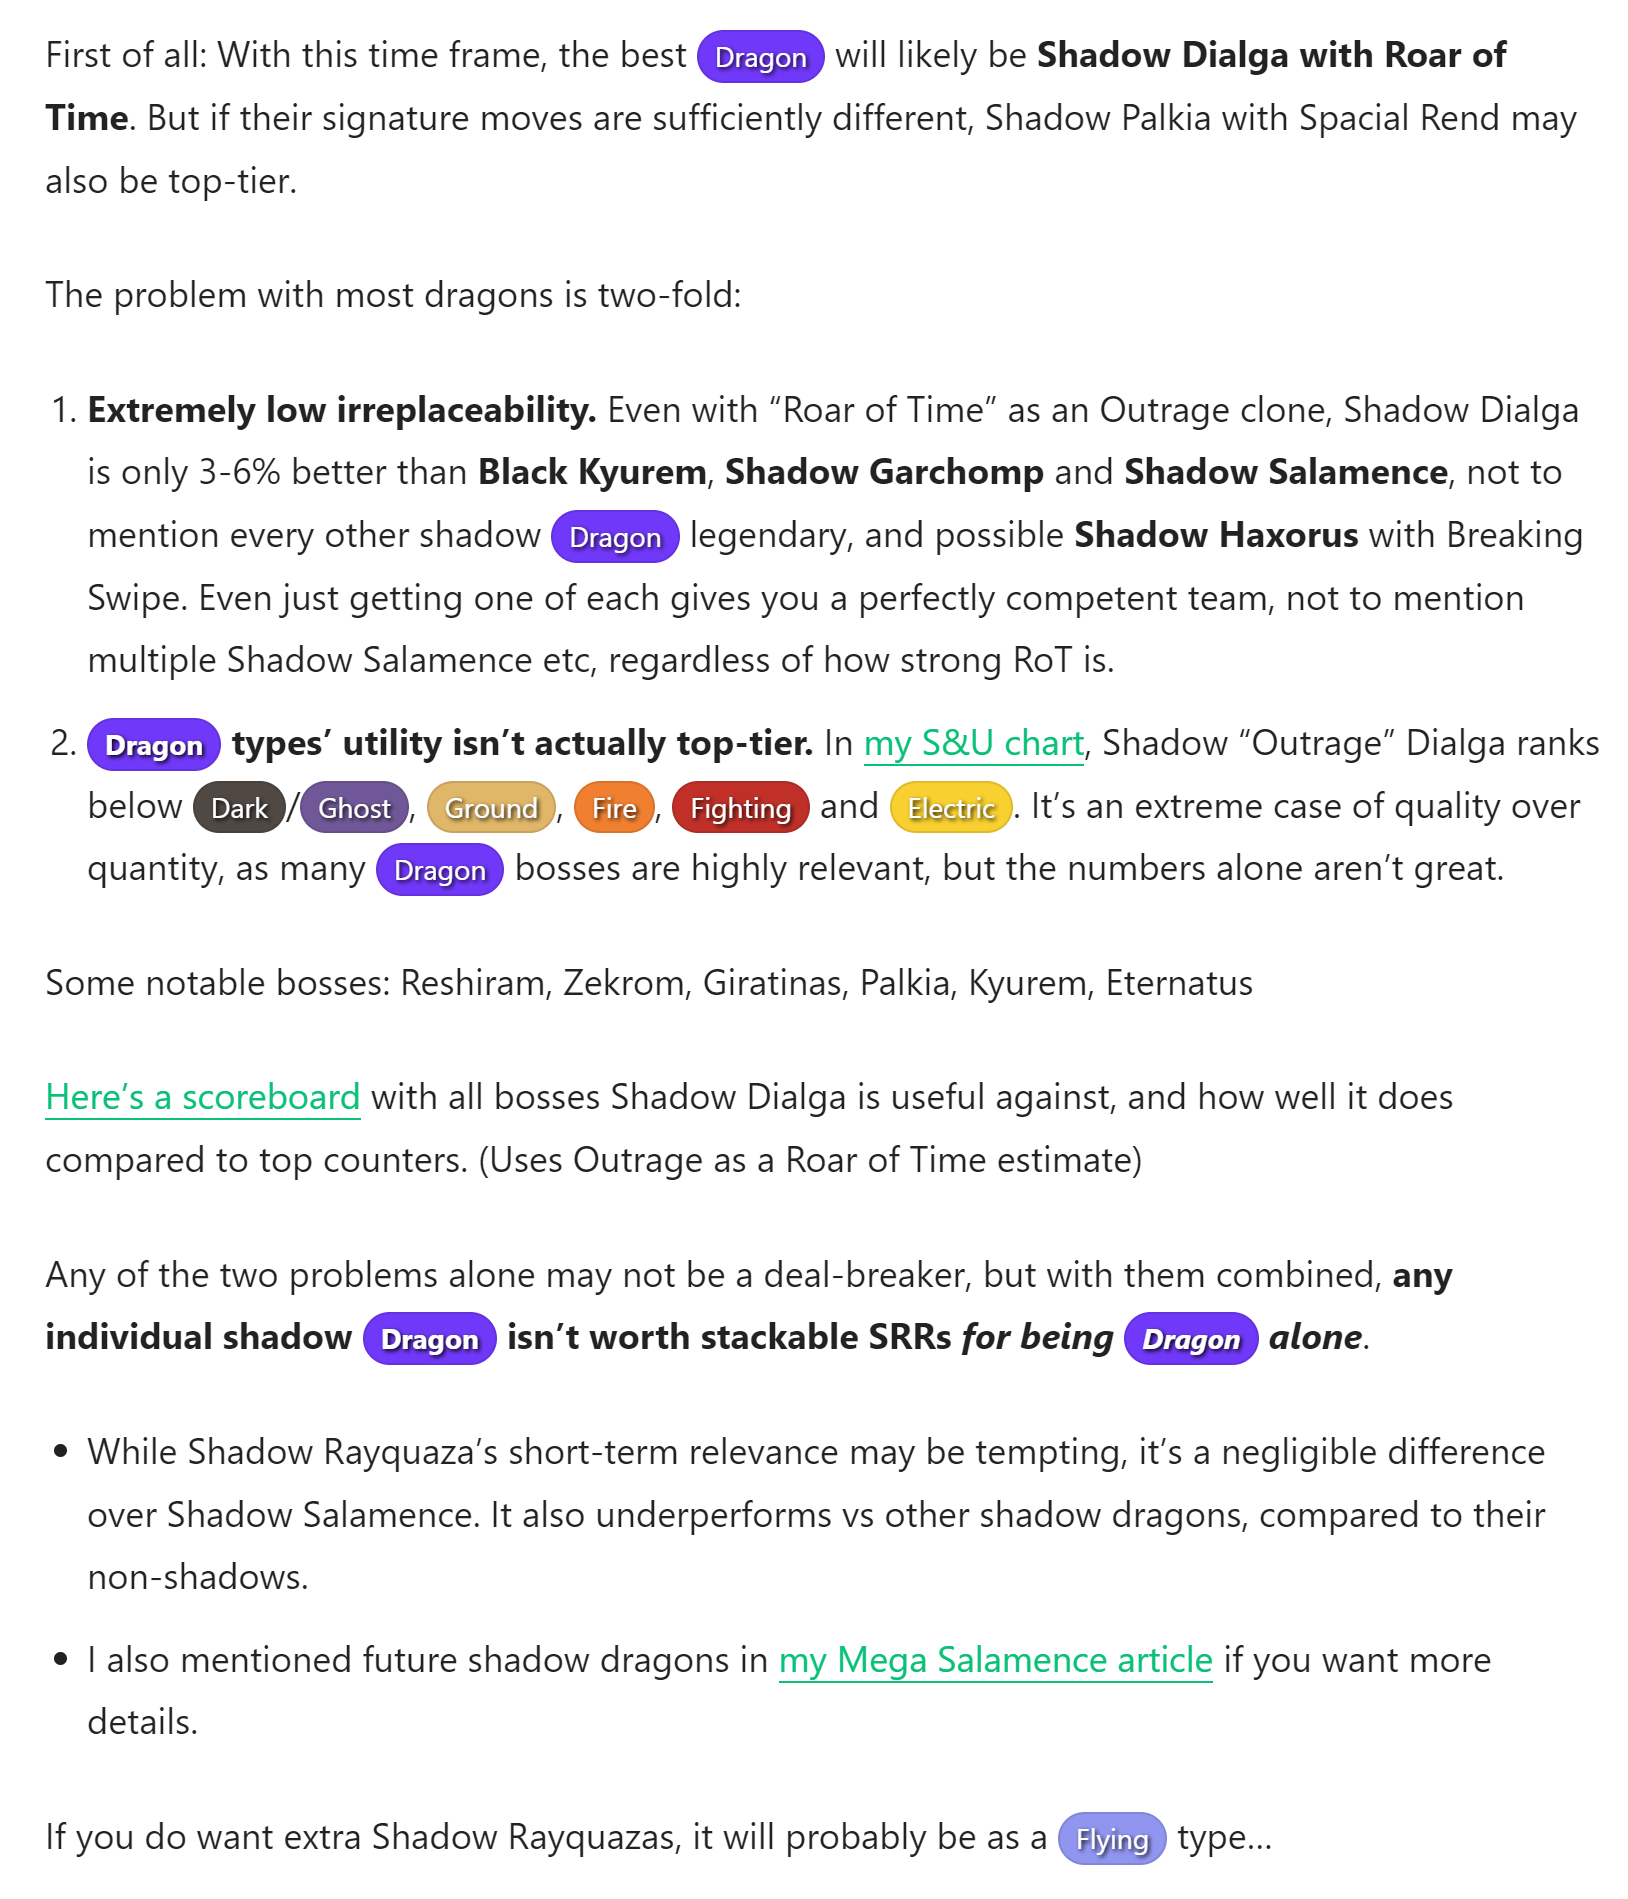 First of all: With this time frame, the best Dragon will likely be Shadow Dialga with Roar of
Time. But if their signature moves are sufficiently different, Shadow Palkia with Spacial Rend may
also be top-tier.
The problem with most dragons is two-fold:
1. Extremely low irreplaceability. Even with “Roar of Time” as an Outrage clone, Shadow Dialga
is only 3-6% better than Black Kyurem, Shadow Garchomp and Shadow Salamence, not to
mention every other shadow Dragon legendary, and possible Shadow Haxorus with Breaking
Swipe. Even just getting one of each gives you a perfectly competent team, not to mention
multiple Shadow Salamence etc, regardless of how strong RoT is.
2. Dragon types’ utility isn’t actually top-tier. In my S&U chart, Shadow “Outrage” Dialga ranks
below Dark/Ghost, Ground, Fire, Fighting and Electric. It’s an extreme case of quality over
quantity, as many Dragon bosses are highly relevant, but the numbers alone aren’t great.
Some notable bosses: Reshiram, Zekrom, Giratinas, Palkia, Kyurem, Eternatus
Here’s a scoreboard with all bosses Shadow Dialga is useful against, and how well it does
compared to top counters. (Uses Outrage as a Roar of Time estimate)
Any of the two problems alone may not be a deal-breaker, but with them combined, any
individual shadow Dragon isn’t worth stackable SRRs for being Dragon alone.
• While Shadow Rayquaza’s short-term relevance may be tempting, it’s a negligible difference
over Shadow Salamence. It also underperforms vs other shadow dragons, compared to their
non-shadows.
• I also mentioned future shadow dragons in my Mega Salamence article if you want more
details.
If you do want extra Shadow Rayquazas, it will probably be as a Flying type…